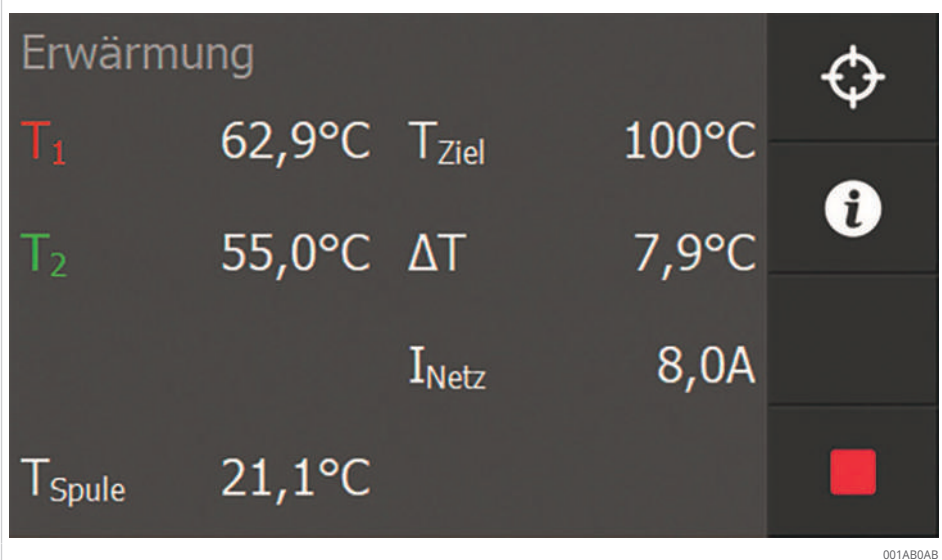 Erwärmung
T1 62,9°C TZiel 100°C
T2 55,0°C ΔT 7,9°C
INetz 8,0A
TSpule 21,1°C
001AB0AB